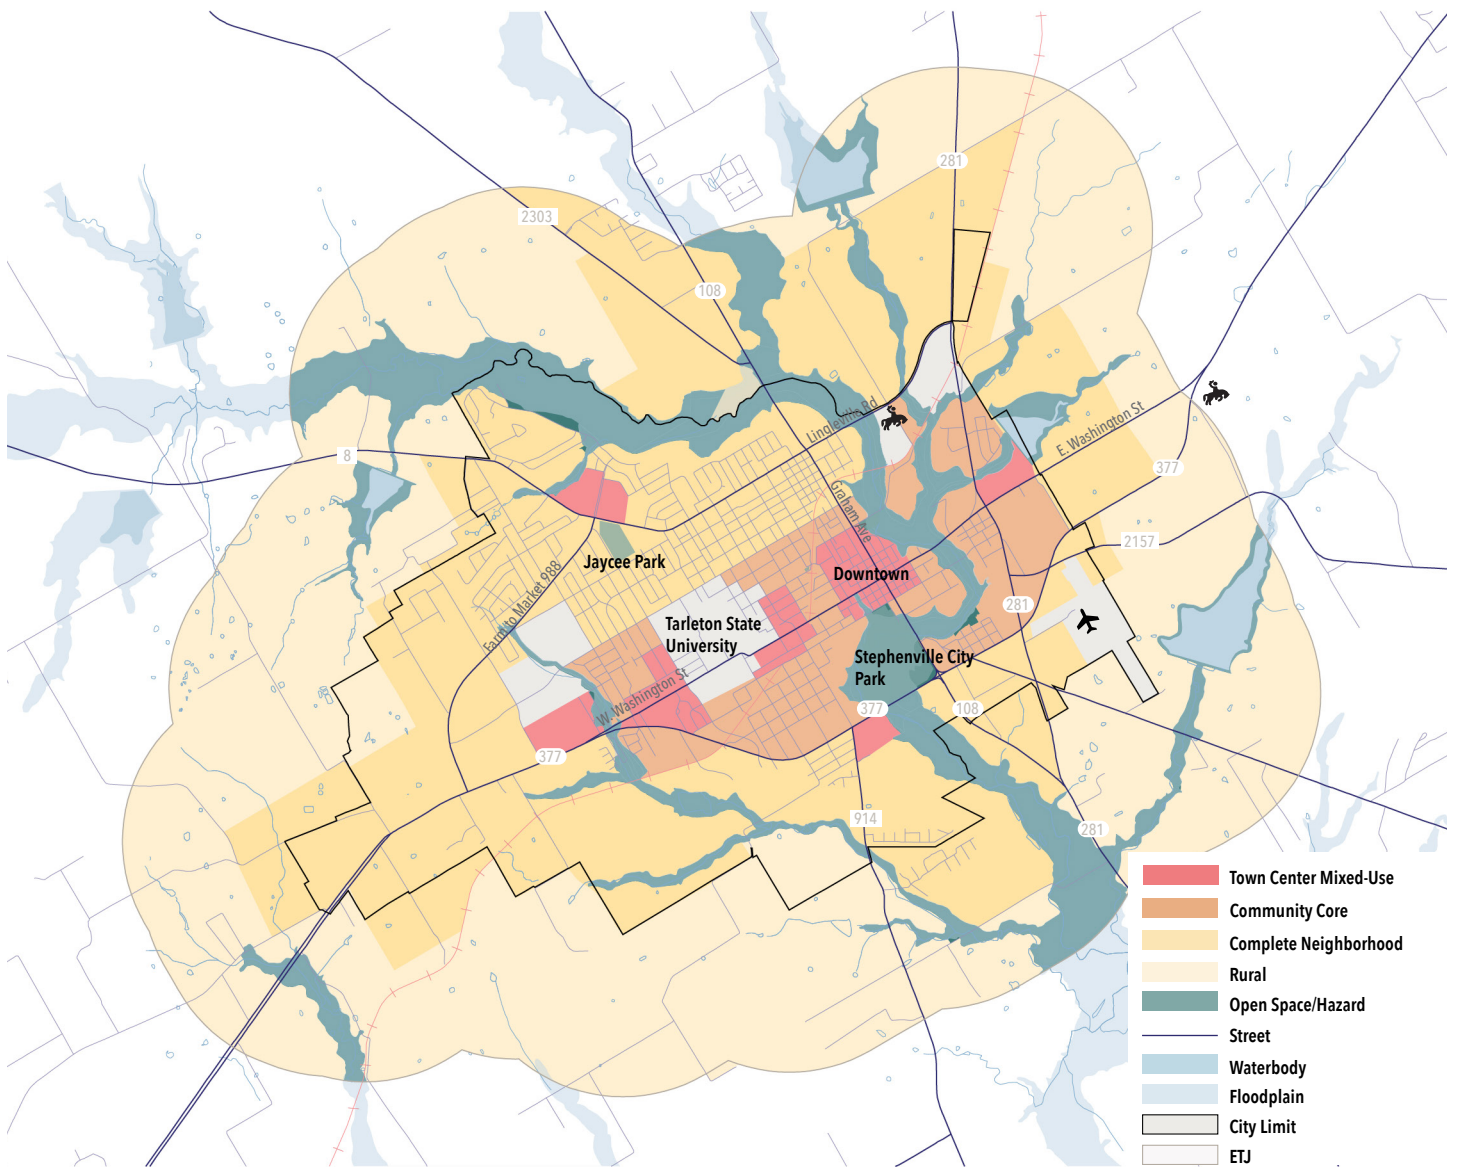 281
2303
108
Lingleville Rd
E. Washington St
377
8
Graham Ave
2157
Jaycee Park
Downtown
Farm to Market 988
281
Tarleton State
University
Stephenville City
Park
W. Washington St
377
108
377
914
281
Town Center Mixed-Use
Community Core
Complete Neighborhood
Rural
Open Space/Hazard
Street
Waterbody
Floodplain
City Limit
ETJ